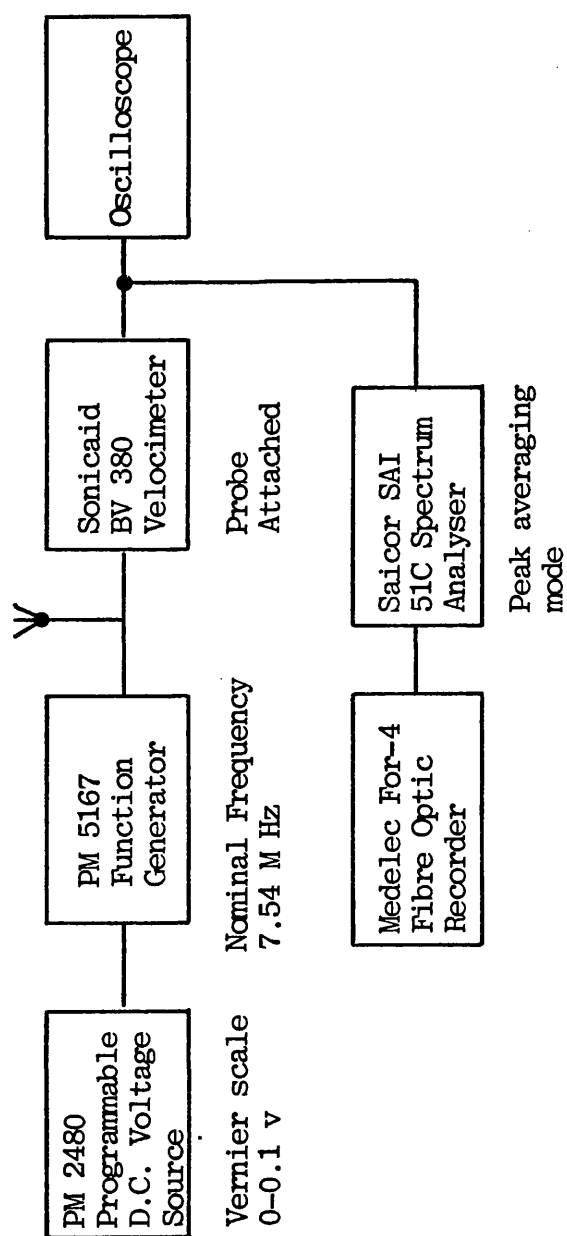 PM 2480
Programmable
D.C. Voltage
Source
Vernier scale
0-0.1 v
PM 5167
Function
Generator
Nominal Frequency
7.54 M Hz
Sonicaid
BV 380
Velocimeter
Probe
Attached
Oscilloscope
Medelec For-4
Fibre Optic
Recorder
Saicor SAI
51C Spectrum
Analyser
Peak averaging
mode